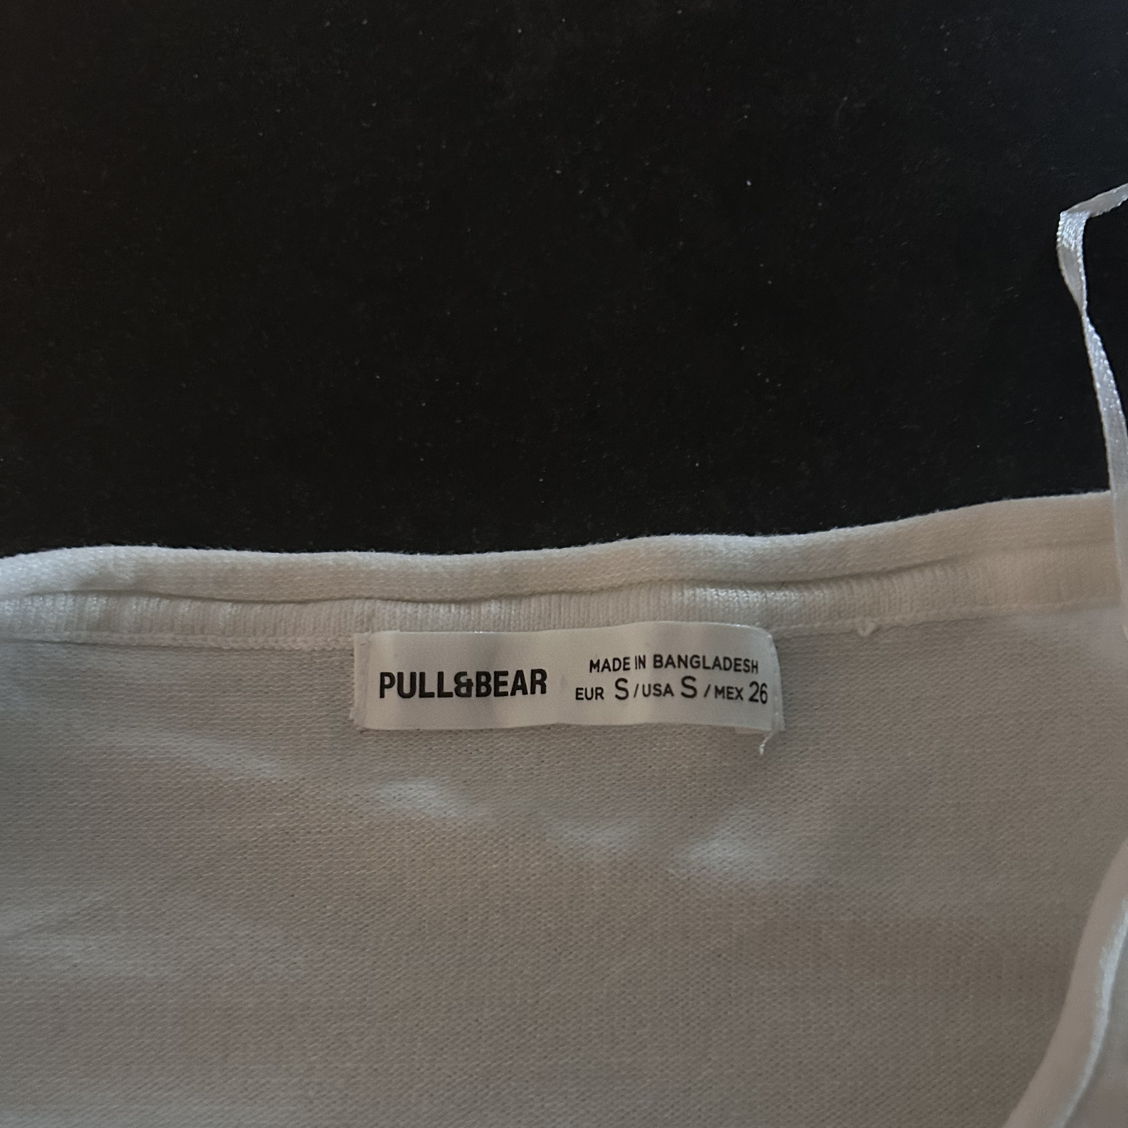 PULL&BEAR
MADE IN BANGLADESH
EUR S / USA S / MEX 26